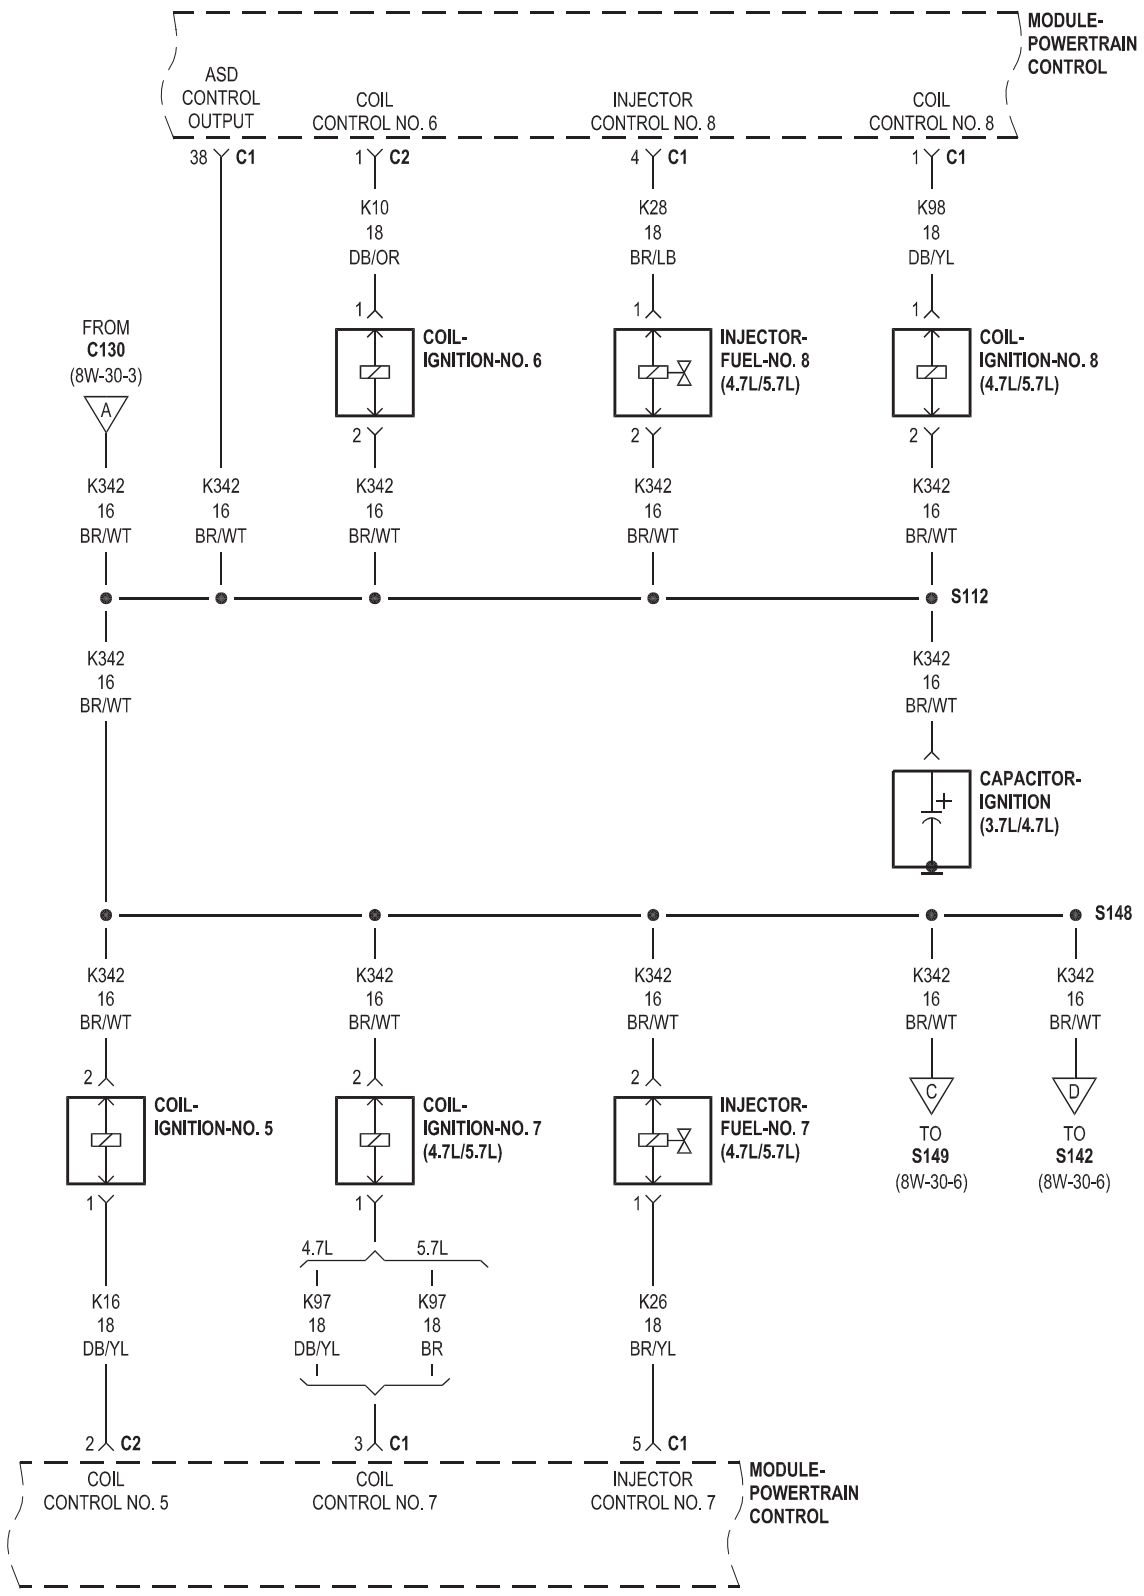 MODULE-
POWERTRAIN
CONTROL
ASD
CONTROL
OUTPUT
COIL
CONTROL NO. 6
INJECTOR
CONTROL NO. 8
COIL
CONTROL NO. 8
38 C1
1 C2
4 C1
1 C1
K10
18
DB/OR
K28
18
BR/LB
K98
18
DB/YL
1
1
1
FROM
C130
(8W-30-3)
A
COIL-
IGNITION-NO. 6
INJECTOR-
FUEL-NO. 8
(4.7L/5.7L)
COIL-
IGNITION-NO. 8
(4.7L/5.7L)
2
2
2
K342
16
BR/WT
K342
16
BR/WT
K342
16
BR/WT
K342
16
BR/WT
K342
16
BR/WT
S112
K342
16
BR/WT
K342
16
BR/WT
CAPACITOR-
IGNITION
(3.7L/4.7L)
+
S148
K342
16
BR/WT
K342
16
BR/WT
K342
16
BR/WT
K342
16
BR/WT
K342
16
BR/WT
2
2
2
COIL-
IGNITION-NO. 5
COIL-
IGNITION-NO. 7
(4.7L/5.7L)
INJECTOR-
FUEL-NO. 7
(4.7L/5.7L)
C
TO
S149
(8W-30-6)
D
TO
S142
(8W-30-6)
1
1
1
4.7L
5.7L
K16
18
DB/YL
K97
18
DB/YL
K97
18
BR
K26
18
BR/YL
2 C2
3 C1
5 C1
COIL
CONTROL NO. 5
COIL
CONTROL NO. 7
INJECTOR
CONTROL NO. 7
MODULE-
POWERTRAIN
CONTROL